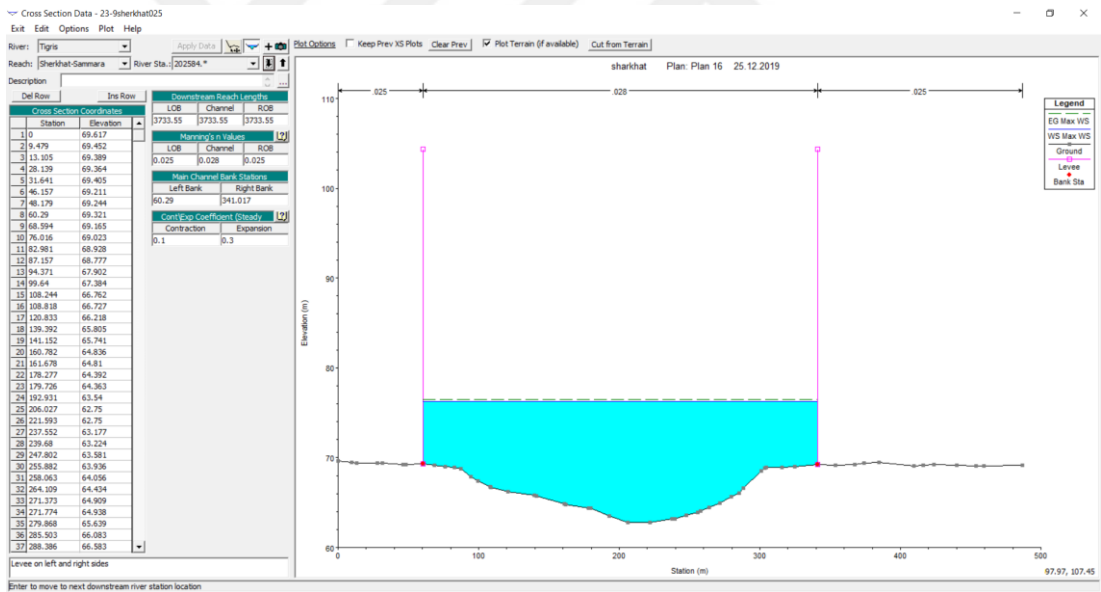 Cross Section Data - 23-9sherkhat025
Exit Edit Options Plot Help
River: Tigris Apply Data Plot Options Keep Prev XS Plots Clear Prev Plot Terrain (if available) Cut from Terrain
Reach: Sherkhat-Sammara River Sta.: 202584.*
Description ...
Del Row Ins Row
Cross Section Coordinates
Station Elevation
1 0 69.617
2 9.479 69.452
3 13.105 69.389
4 28.139 69.364
5 31.641 69.405
6 46.157 69.211
7 48.179 69.244
8 60.29 69.321
9 68.594 69.165
10 76.016 69.023
11 82.981 68.928
12 87.157 68.777
13 94.371 67.902
14 99.64 67.384
15 108.244 66.762
16 108.818 66.727
17 120.833 66.218
18 139.392 65.805
19 141.152 65.741
20 160.782 64.836
21 161.678 64.81
22 178.277 64.392
23 179.726 64.363
24 192.931 63.54
25 206.027 62.75
26 221.593 62.75
27 237.552 63.177
28 239.68 63.224
29 247.802 63.581
30 255.882 63.936
31 258.063 64.056
32 264.109 64.434
33 271.373 64.909
34 271.774 64.938
35 279.868 65.639
36 285.503 66.083
37 288.386 66.583
Downstream Reach Lengths
LOB Channel ROB
3733.55 3733.55 3733.55
Manning's n Values ?
LOB Channel ROB
0.025 0.028 0.025
Main Channel Bank Stations
Left Bank Right Bank
60.29 341.017
Cont\Exp Coefficient (Steady ?
Contraction Expansion
0.1 0.3
sharkhat Plan: Plan 16 25.12.2019
.025 .028 .025
Elevation (m)
110
100
90
80
70
60
0 100 200 300 400 500
Station (m)
Legend
EG Max WS
WS Max WS
Ground
Levee
Bank Sta
97.97, 107.45
Levee on left and right sides
Enter to move to next downstream river station location